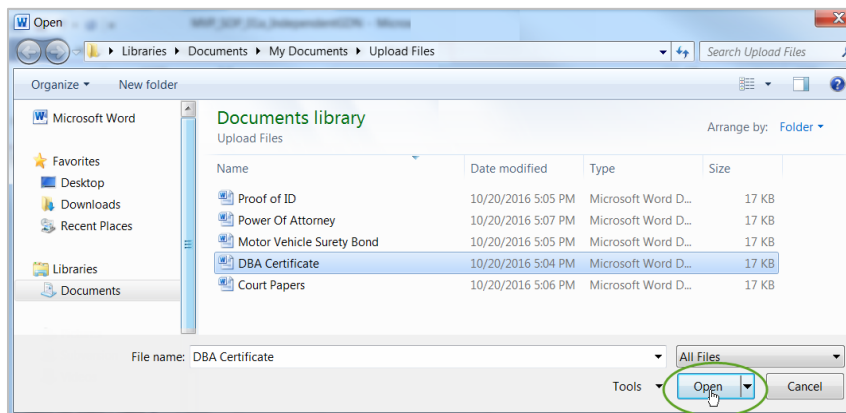 Open
Libraries Documents My Documents Upload Files Search Upload Files
Organize New folder
Microsoft Word
Favorites
Desktop
Downloads
Recent Places
Libraries
Documents
Documents library
Upload Files
Arrange by: Folder
Name Date modified Type Size
Proof of ID 10/20/2016 5:05 PM Microsoft Word D... 17 KB
Power Of Attorney 10/20/2016 5:07 PM Microsoft Word D... 17 KB
Motor Vehicle Surety Bond 10/20/2016 5:05 PM Microsoft Word D... 17 KB
DBA Certificate 10/20/2016 5:04 PM Microsoft Word D... 17 KB
Court Papers 10/20/2016 5:06 PM Microsoft Word D... 17 KB
File name: DBA Certificate All Files
Tools Open Cancel